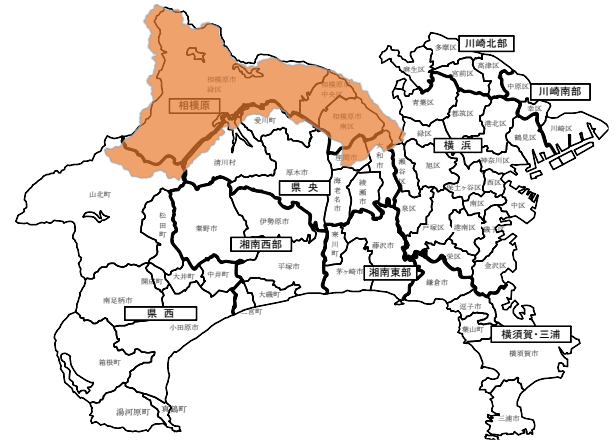 多摩区
川崎北部
麻生区
宮前区
高津区
中原区
川崎南部
幸区
川崎区
青葉区
都筑区
港北区
鶴見区
緑区
横 浜
神奈川区
旭区
瀬谷区
西区
保土ヶ谷区
中区
南区
泉区
戸塚区
港南区
磯子区
栄区
金沢区
相模原市
緑区
相模原
相模原市
中央区
相模原市
南区
愛川町
座間市
大和市
清川村
厚木市
県 央
海老名市
綾瀬市
山北町
松田町
秦野市
伊勢原市
寒川町
湘南西部
藤沢市
湘南東部
平塚市
茅ヶ崎市
鎌倉市
開成町
大井町
中井町
大磯町
二宮町
南足柄市
県 西
小田原市
逗子市
葉山町
横須賀・三浦
横須賀市
箱根町
湯河原町
真鶴町
三浦市